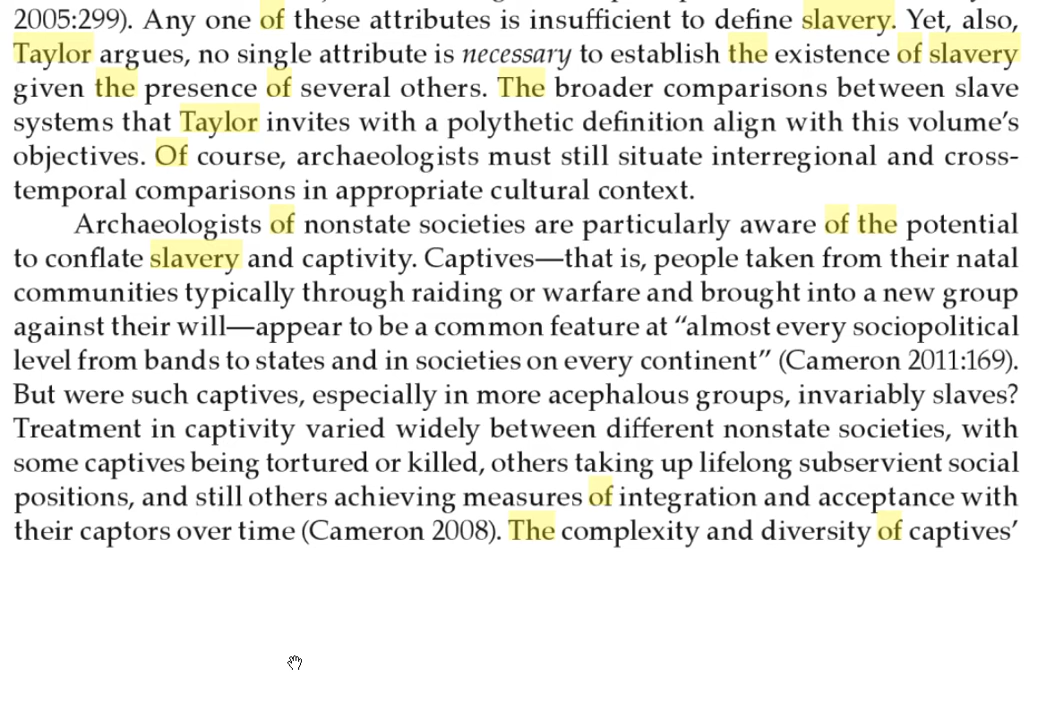 2005:299). Any one of these attributes is insufficient to define slavery. Yet, also,
Taylor argues, no single attribute is necessary to establish the existence of slavery
given the presence of several others. The broader comparisons between slave
systems that Taylor invites with a polythetic definition align with this volume's
objectives. Of course, archaeologists must still situate interregional and cross-
temporal comparisons in appropriate cultural context.
Archaeologists of nonstate societies are particularly aware of the potential
to conflate slavery and captivity. Captives—that is, people taken from their natal
communities typically through raiding or warfare and brought into a new group
against their will—appear to be a common feature at "almost every sociopolitical
level from bands to states and in societies on every continent" (Cameron 2011:169).
But were such captives, especially in more acephalous groups, invariably slaves?
Treatment in captivity varied widely between different nonstate societies, with
some captives being tortured or killed, others taking up lifelong subservient social
positions, and still others achieving measures of integration and acceptance with
their captors over time (Cameron 2008). The complexity and diversity of captives'